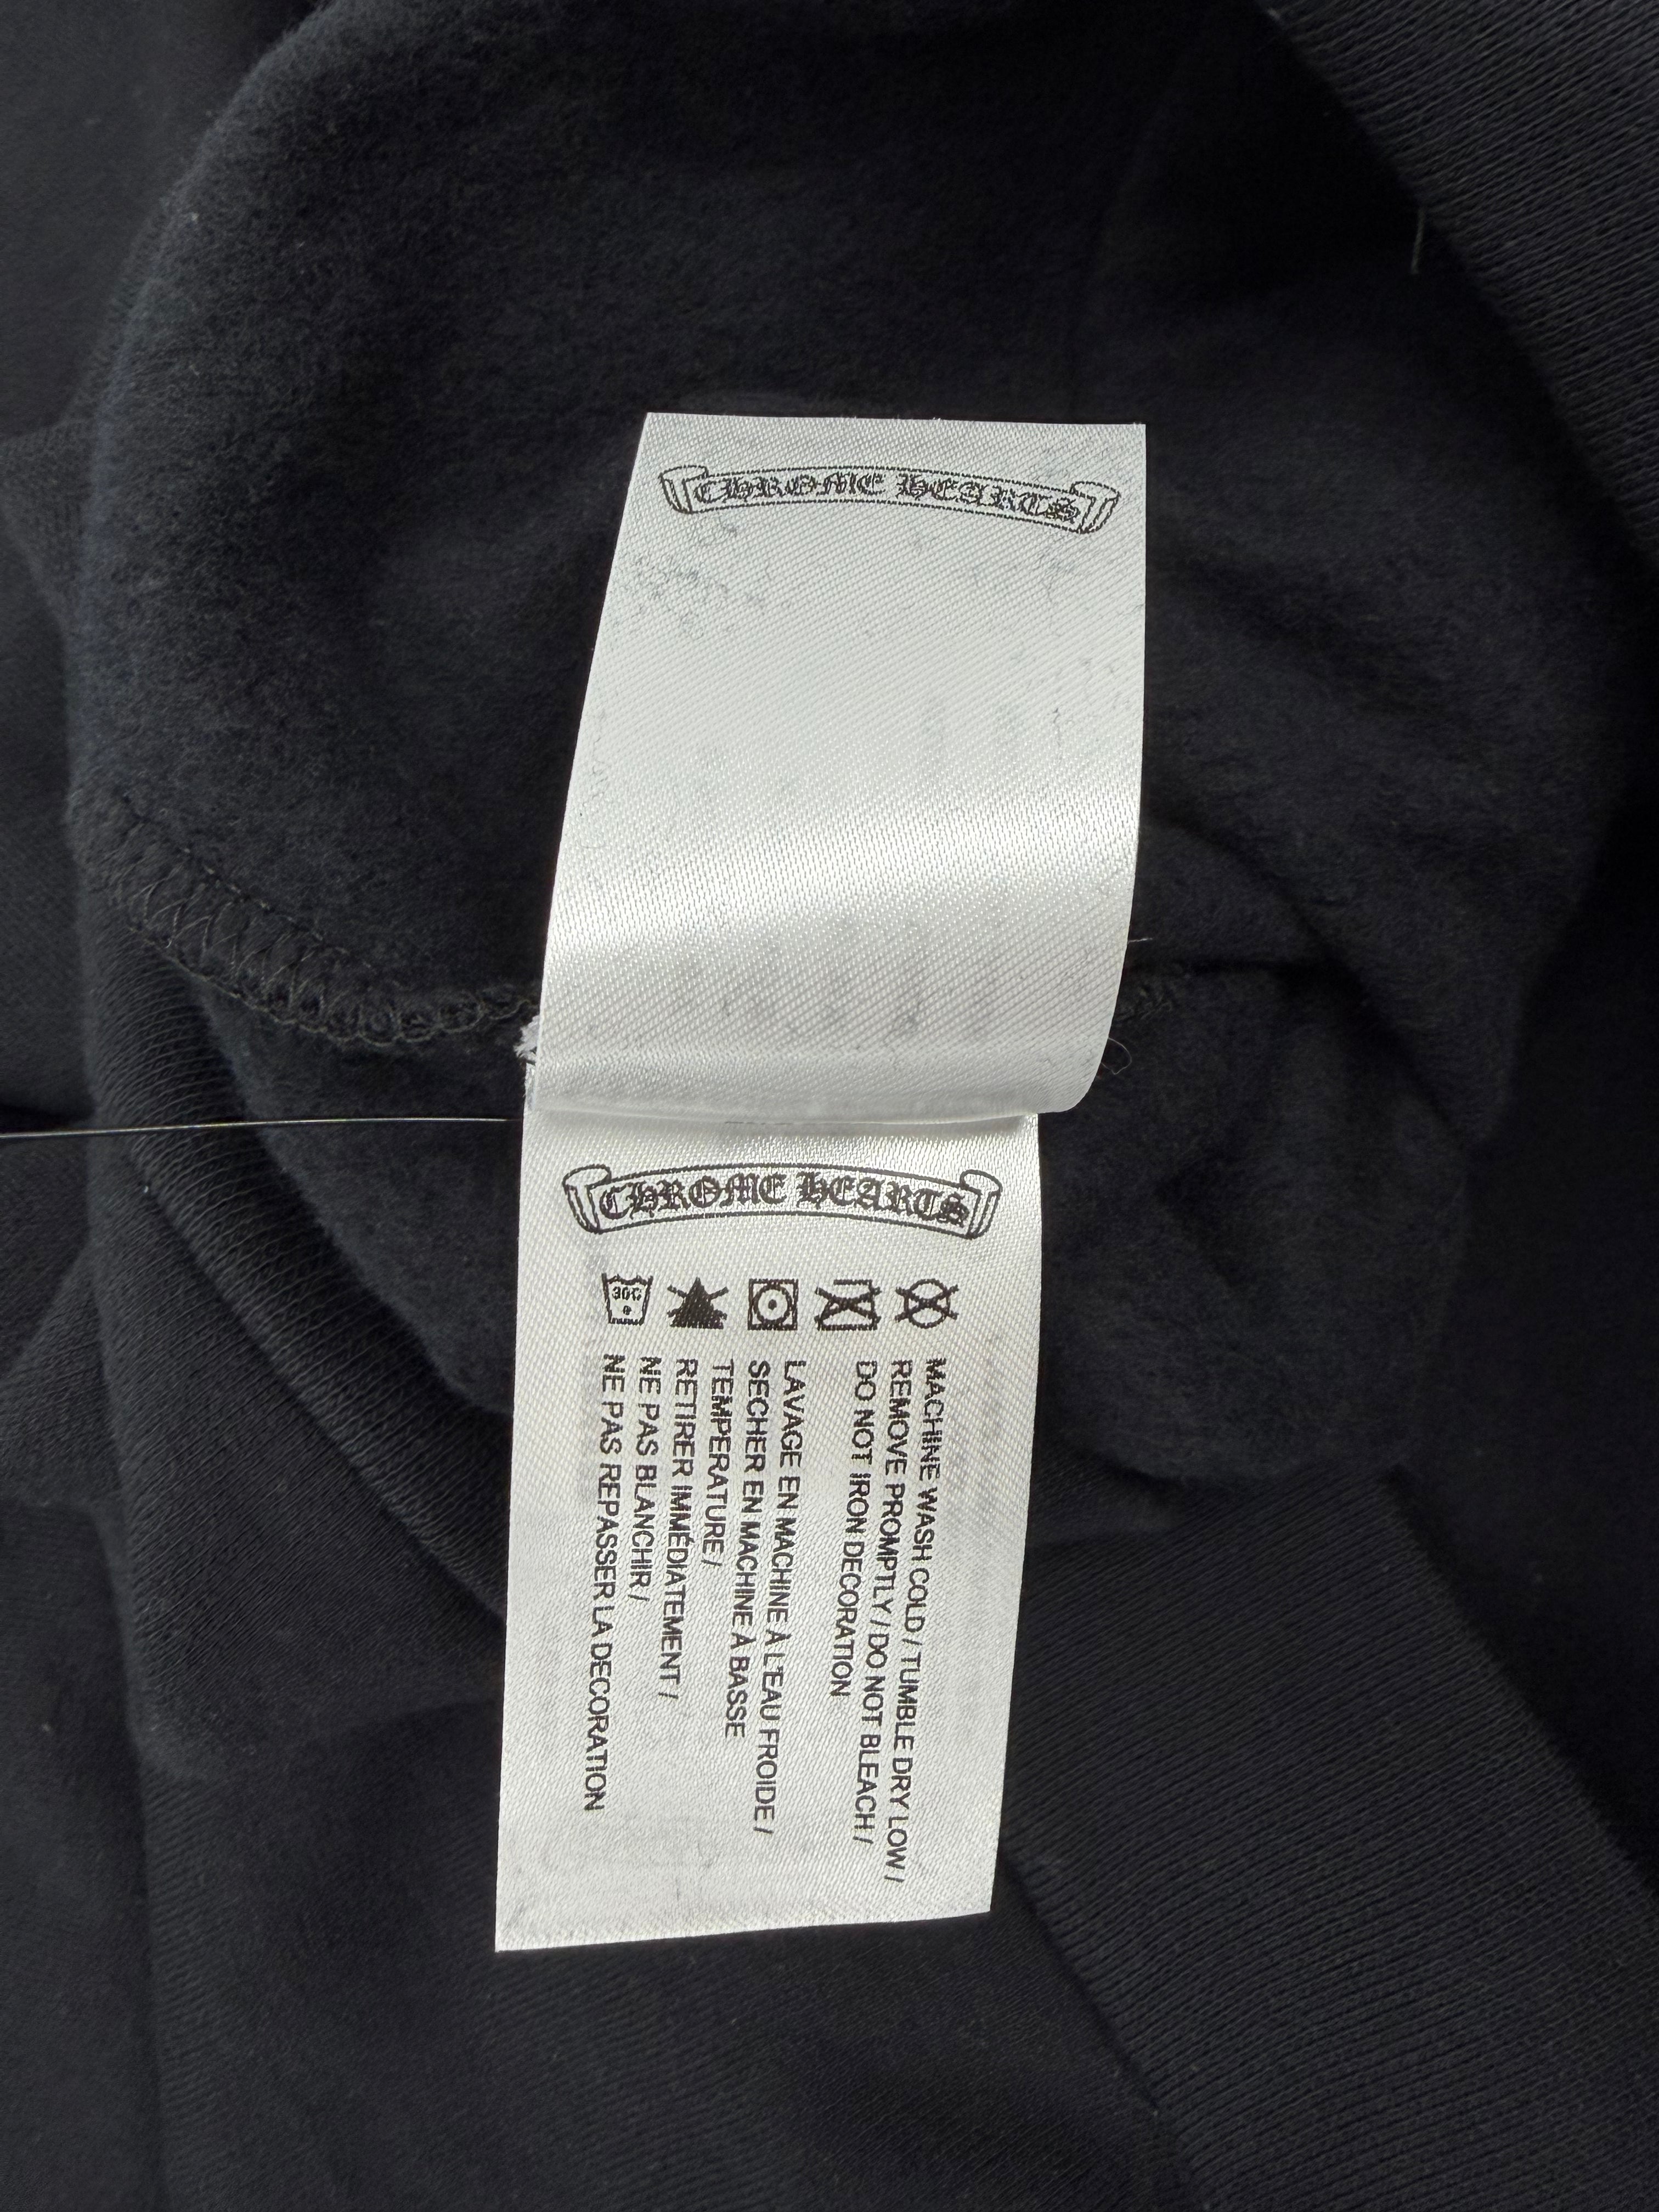 CHROME HEARTS
CHROME HEARTS
30C
MACHINE WASH COLD / TUMBLE DRY LOW /
REMOVE PROMPTLY / DO NOT BLEACH /
DO NOT IRON DECORATION
LAVAGE EN MACHINE À L'EAU FROIDE /
SECHER EN MACHINE À BASSE
TEMPERATURE /
RETIRER IMMÉDIATEMENT /
NE PAS BLANCHIR /
NE PAS REPASSER LA DECORATION